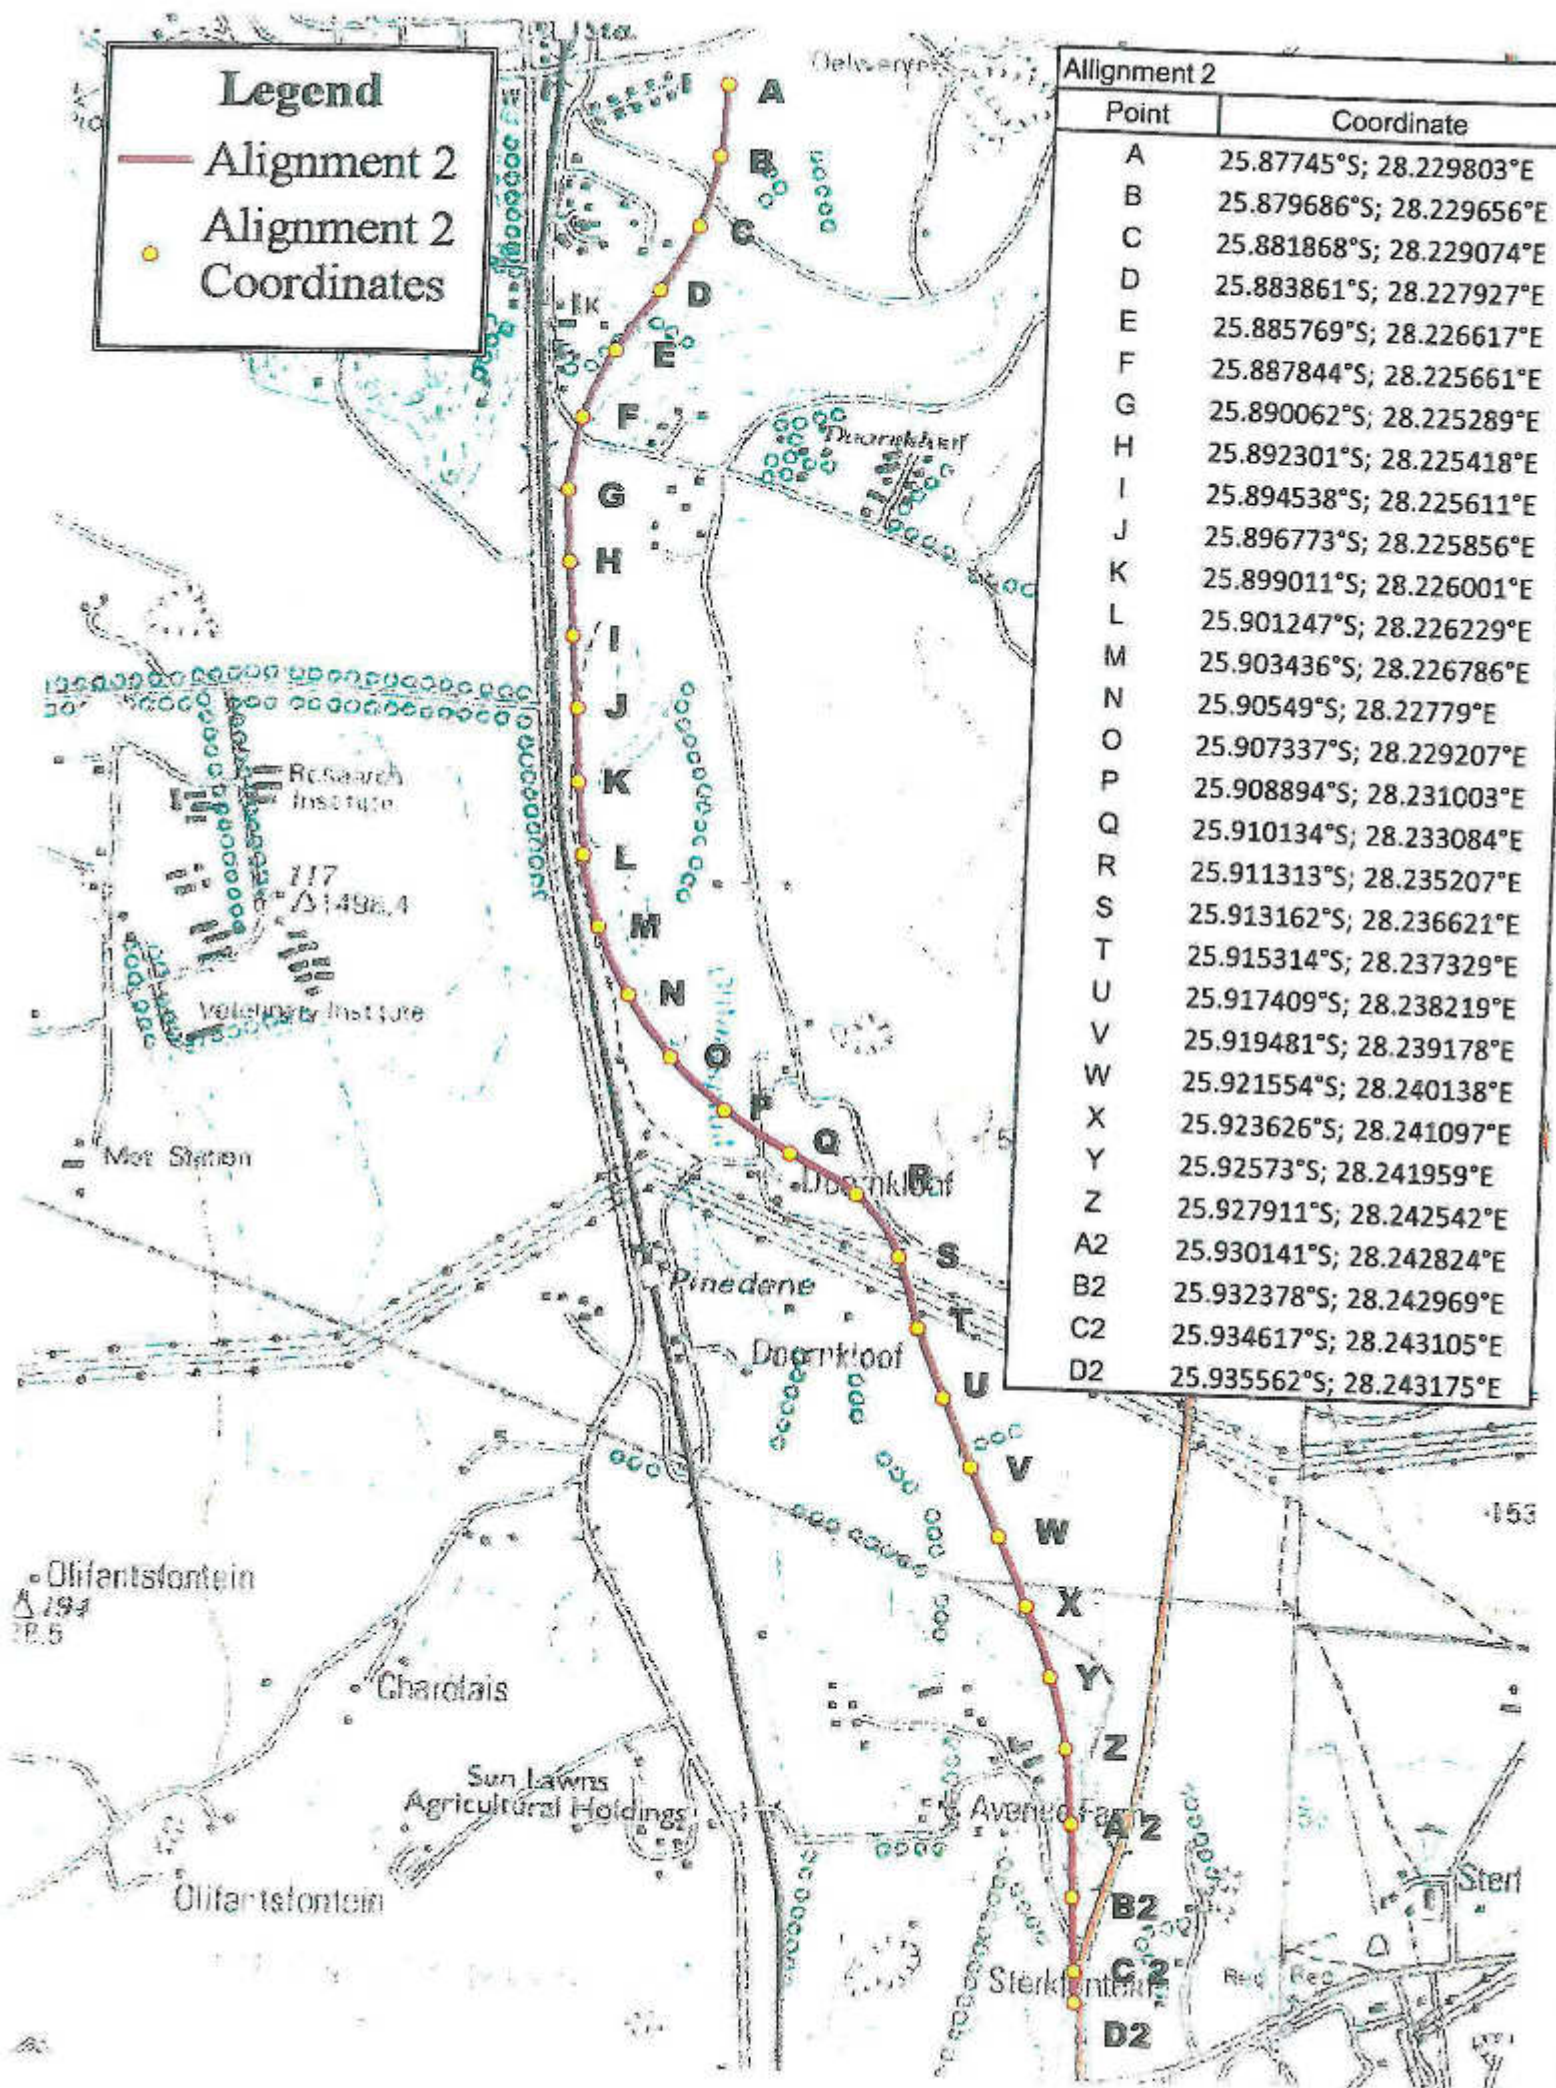 Legend
Alignment 2
Alignment 2
Coordinates
Allignment 2
Point Coordinate
A 25.87745°S; 28.229803°E
B 25.879686°S; 28.229656°E
C 25.881868°S; 28.229074°E
D 25.883861°S; 28.227927°E
E 25.885769°S; 28.226617°E
F 25.887844°S; 28.225661°E
G 25.890062°S; 28.225289°E
H 25.892301°S; 28.225418°E
I 25.894538°S; 28.225611°E
J 25.896773°S; 28.225856°E
K 25.899011°S; 28.226001°E
L 25.901247°S; 28.226229°E
M 25.903436°S; 28.226786°E
N 25.90549°S; 28.22779°E
O 25.907337°S; 28.229207°E
P 25.908894°S; 28.231003°E
Q 25.910134°S; 28.233084°E
R 25.911313°S; 28.235207°E
S 25.913162°S; 28.236621°E
T 25.915314°S; 28.237329°E
U 25.917409°S; 28.238219°E
V 25.919481°S; 28.239178°E
W 25.921554°S; 28.240138°E
X 25.923626°S; 28.241097°E
Y 25.92573°S; 28.241959°E
Z 25.927911°S; 28.242542°E
A2 25.930141°S; 28.242824°E
B2 25.932378°S; 28.242969°E
C2 25.934617°S; 28.243105°E
D2 25.935562°S; 28.243175°E
A
B
C
D
E
F
Doornkloof
G
H
I
J
K
Research
Institute
L
117
1498.4
M
N
Veterinary Institute
O
P
Q
Met Station
R
Doornkloof
S
Pinedene
T
Doornkloof
U
V
W
153
Olifantsfontein
194
X
Y
Charolais
Z
Sun Lawns
Agricultural Holdings
Avenue Farm
A2
Olifantsfontein
B2
Sterkfontein
C2
D2